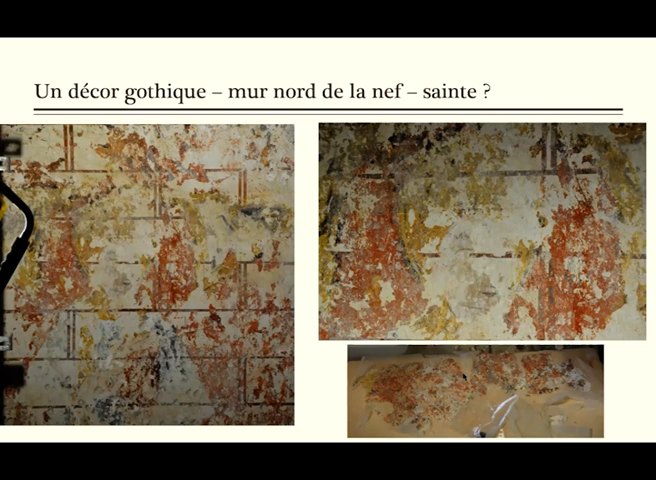 Un décor gothique – mur nord de la nef – sainte ?